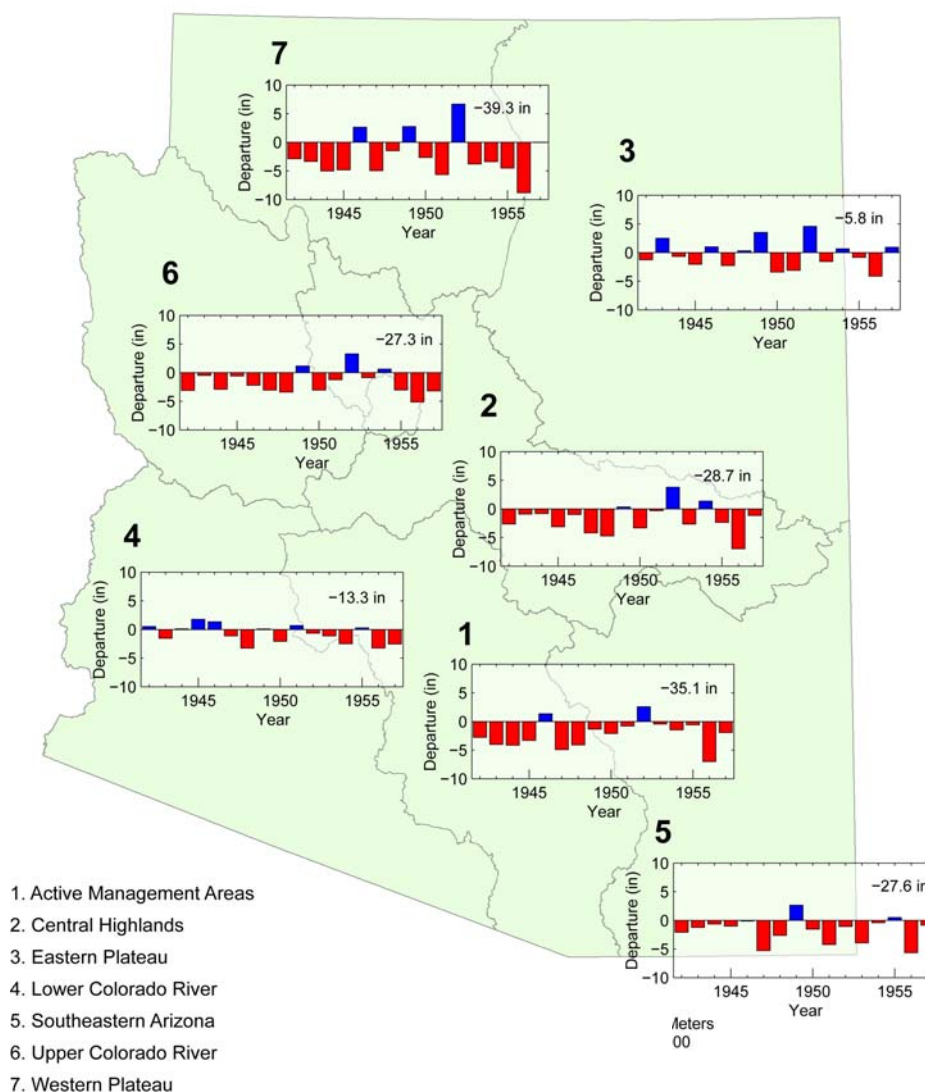 7
10
5
0
−5
−10
Departure (in)
−39.3 in
1945
1950
1955
Year
3
10
5
0
−5
−10
Departure (in)
−5.8 in
1945
1950
1955
Year
6
10
5
0
−5
−10
Departure (in)
−27.3 in
1945
1950
1955
Year
2
10
5
0
−5
−10
Departure (in)
−28.7 in
1945
1950
1955
Year
4
10
5
0
−5
−10
Departure (in)
−13.3 in
1945
1950
1955
Year
1
10
5
0
−5
−10
Departure (in)
−35.1 in
1945
1950
1955
Year
5
10
5
0
−5
−10
Departure (in)
−27.6 in
1945
1950
1955
Year
1. Active Management Areas
2. Central Highlands
3. Eastern Plateau
4. Lower Colorado River
5. Southeastern Arizona
6. Upper Colorado River
7. Western Plateau
00